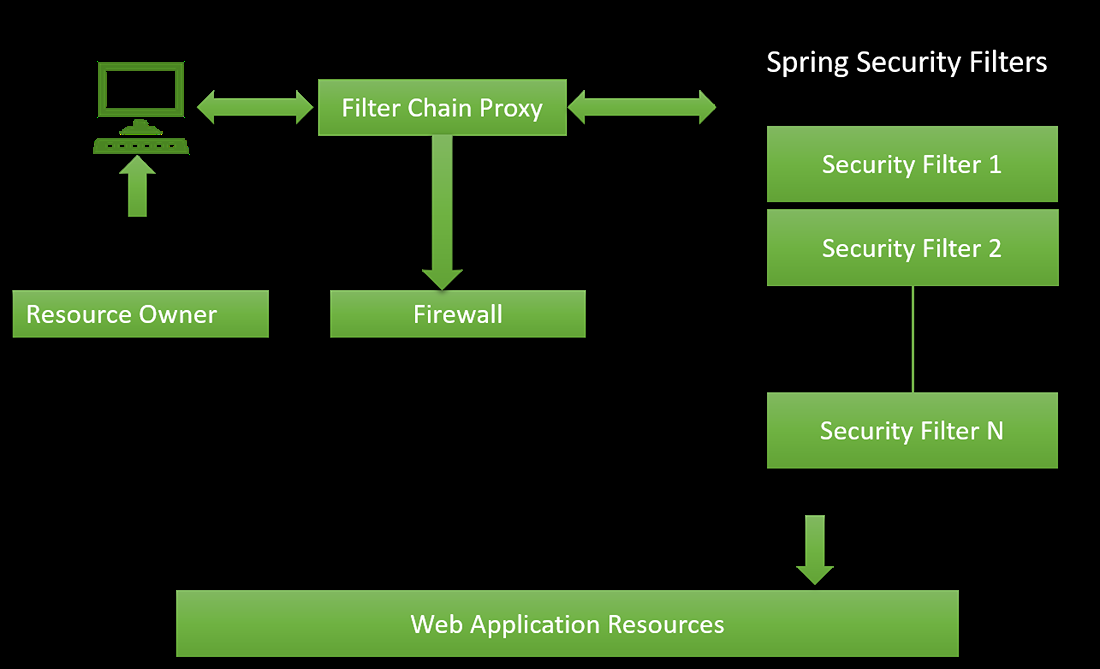 Spring Security Filters
Filter Chain Proxy
Security Filter 1
Security Filter 2
Resource Owner
Firewall
Security Filter N
Web Application Resources